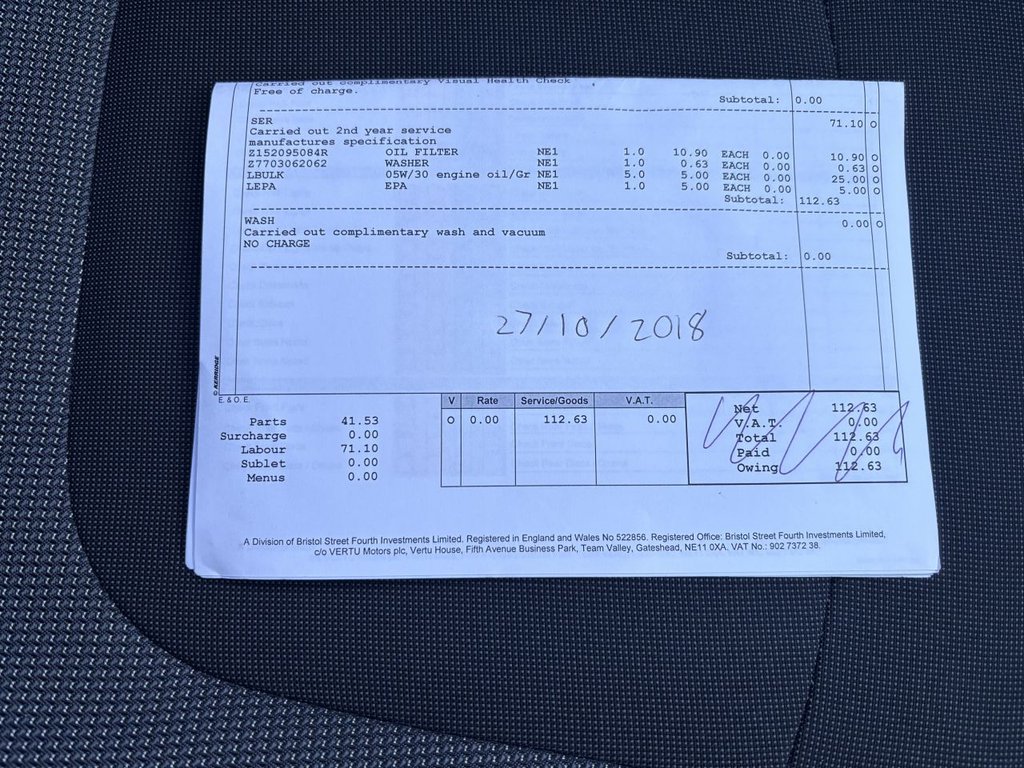 Carried out complimentary Visual Health Check
Free of charge.
Subtotal: 0.00
SER 71.10 O
Carried out 2nd year service
manufactures specification
Z152095084R OIL FILTER NE1 1.0 10.90 EACH 0.00 10.90 O
Z7703062062 WASHER NE1 1.0 0.63 EACH 0.00 0.63 O
LBULK 05W/30 engine oil/Gr NE1 5.0 5.00 EACH 0.00 25.00 O
LEPA EPA NE1 1.0 5.00 EACH 0.00 5.00 O
Subtotal: 112.63
WASH 0.00 O
Carried out complimentary wash and vacuum
NO CHARGE
Subtotal: 0.00
27/10/2018
© KERRIDGE
E. & O. E.
V Rate Service/Goods V.A.T.
O 0.00 112.63 0.00
Parts 41.53
Surcharge 0.00
Labour 71.10
Sublet 0.00
Menus 0.00
Net 112.63
V.A.T. 0.00
Total 112.63
Paid 0.00
Owing 112.63
A Division of Bristol Street Fourth Investments Limited. Registered in England and Wales No 522856. Registered Office: Bristol Street Fourth Investments Limited,
c/o VERTU Motors plc, Vertu House, Fifth Avenue Business Park, Team Valley, Gateshead, NE11 0XA. VAT No.: 902 7372 38.